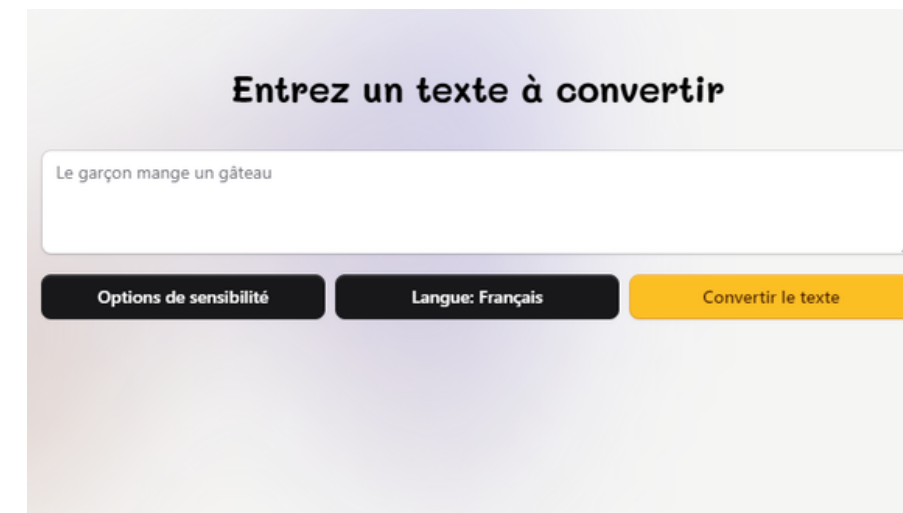 Entrez un texte à convertir
Le garçon mange un gâteau
Options de sensibilité
Langue: Français
Convertir le texte